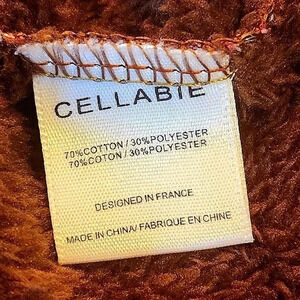 CELLABIE
70%COTTON / 30%POLYESTER
70%COTON / 30%POLYESTER
DESIGNED IN FRANCE
MADE IN CHINA/ FABRIQUE EN CHINE